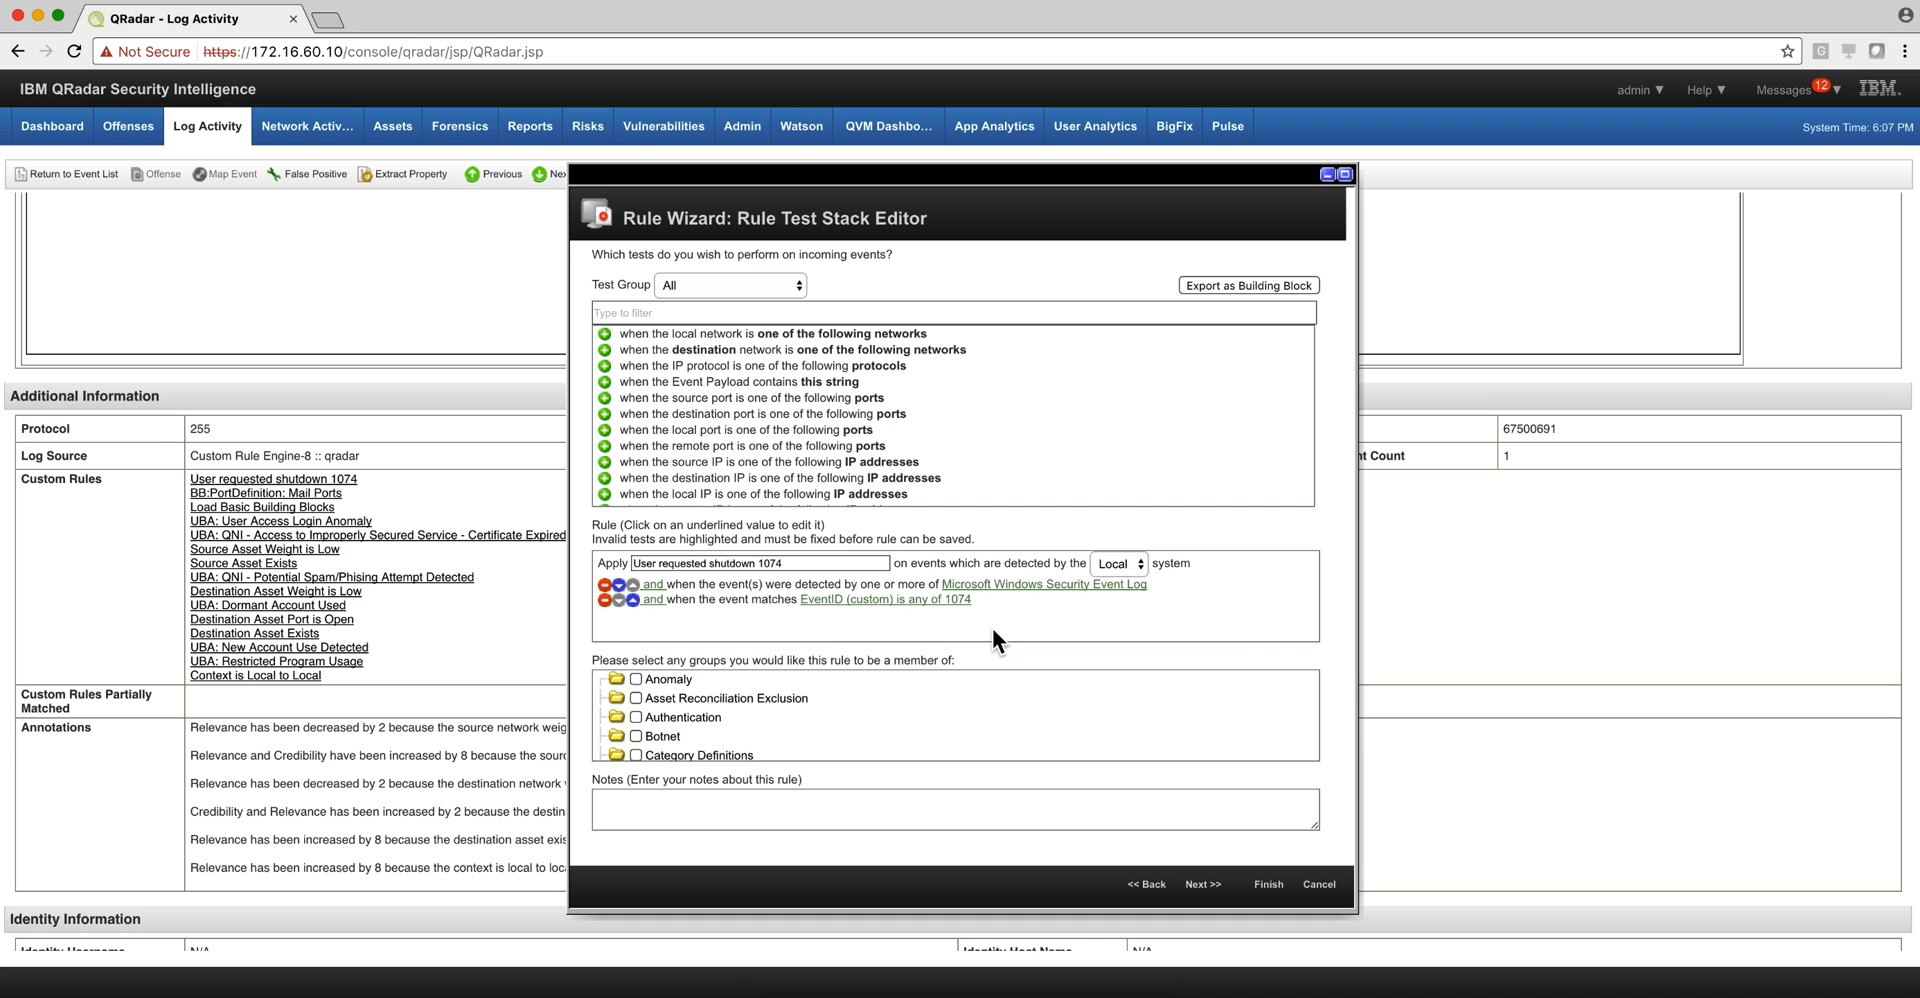 QRadar - Log Activity
Not Secure https://172.16.60.10/console/qradar/jsp/QRadar.jsp
IBM QRadar Security Intelligence
admin ▼ Help ▼ Messages 12 ▼ IBM.
Dashboard Offenses Log Activity Network Activ... Assets Forensics Reports Risks Vulnerabilities Admin Watson QVM Dashbo... App Analytics User Analytics BigFix Pulse System Time: 6:07 PM
Return to Event List Offense Map Event False Positive Extract Property Previous
Rule Wizard: Rule Test Stack Editor
Which tests do you wish to perform on incoming events?
Test Group All Export as Building Block
Type to filter
when the local network is one of the following networks
when the destination network is one of the following networks
when the IP protocol is one of the following protocols
when the Event Payload contains this string
when the source port is one of the following ports
when the destination port is one of the following ports
when the local port is one of the following ports
when the remote port is one of the following ports
when the source IP is one of the following IP addresses
when the destination IP is one of the following IP addresses
when the local IP is one of the following IP addresses
Rule (Click on an underlined value to edit it)
Invalid tests are highlighted and must be fixed before rule can be saved.
Apply User requested shutdown 1074 on events which are detected by the Local system
and when the event(s) were detected by one or more of Microsoft Windows Security Event Log
and when the event matches EventID (custom) is any of 1074
Please select any groups you would like this rule to be a member of:
Anomaly
Asset Reconciliation Exclusion
Authentication
Botnet
Category Definitions
Notes (Enter your notes about this rule)
<< Back Next >> Finish Cancel
Additional Information
Protocol 255 67500691
Log Source Custom Rule Engine-8 :: qradar Count 1
Custom Rules User requested shutdown 1074
BB:PortDefinition: Mail Ports
Load Basic Building Blocks
UBA: User Access Login Anomaly
UBA: QNI - Access to Improperly Secured Service - Certificate Expired
Source Asset Weight is Low
Source Asset Exists
UBA: QNI - Potential Spam/Phising Attempt Detected
Destination Asset Weight is Low
UBA: Dormant Account Used
Destination Asset Port is Open
Destination Asset Exists
UBA: New Account Use Detected
UBA: Restricted Program Usage
Context is Local to Local
Custom Rules Partially
Matched
Annotations Relevance has been decreased by 2 because the source network
Relevance and Credibility have been increased by 8 because the
Relevance has been decreased by 2 because the destination network
Credibility and Relevance has been increased by 2 because the
Relevance has been increased by 8 because the destination asset
Relevance has been increased by 8 because the context is local to
Identity Information
Identity Username N/A Identity Host Name N/A